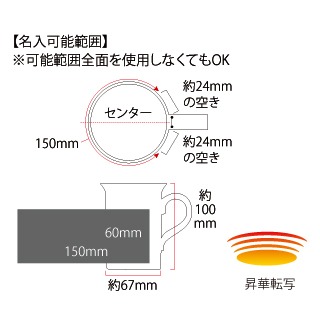 【名入可能範囲】
※可能範囲全面を使用しなくてもOK
約24mm
の空き
センター
150mm
約24mm
の空き
約
100
mm
60mm
150mm
約67mm
昇華転写